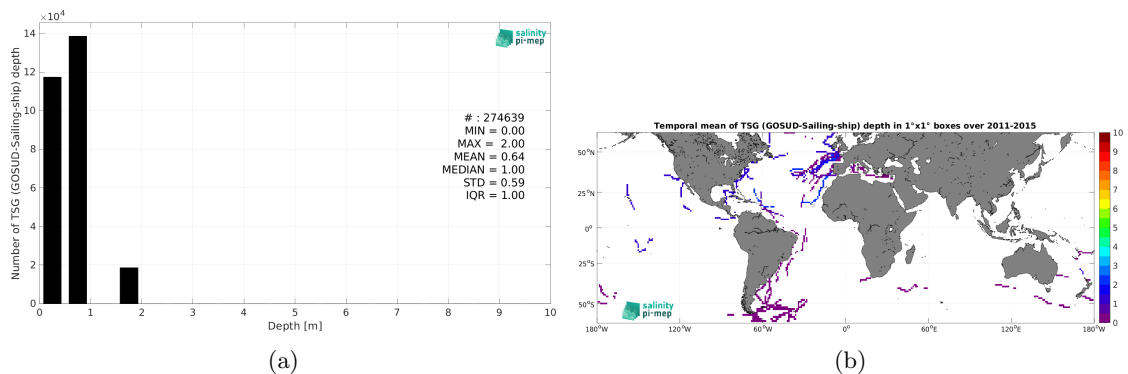 ×10⁴
14
12
10
8
6
4
2
0
Number of TSG (GOSUD-Sailing-ship) depth
salinity
pi-mep
# : 274639
MIN = 0.00
MAX = 2.00
MEAN = 0.64
MEDIAN = 1.00
STD = 0.59
IQR = 1.00
0 1 2 3 4 5 6 7 8 9 10
Depth [m]
(a)
Temporal mean of TSG (GOSUD-Sailing-ship) depth in 1°x1° boxes over 2011-2015
50°N
25°N
0°
25°S
50°S
salinity
pi-mep
180°W 120°W 60°W 0° 60°E 120°E 180°W
10
9
8
7
6
5
4
3
2
1
0
(b)